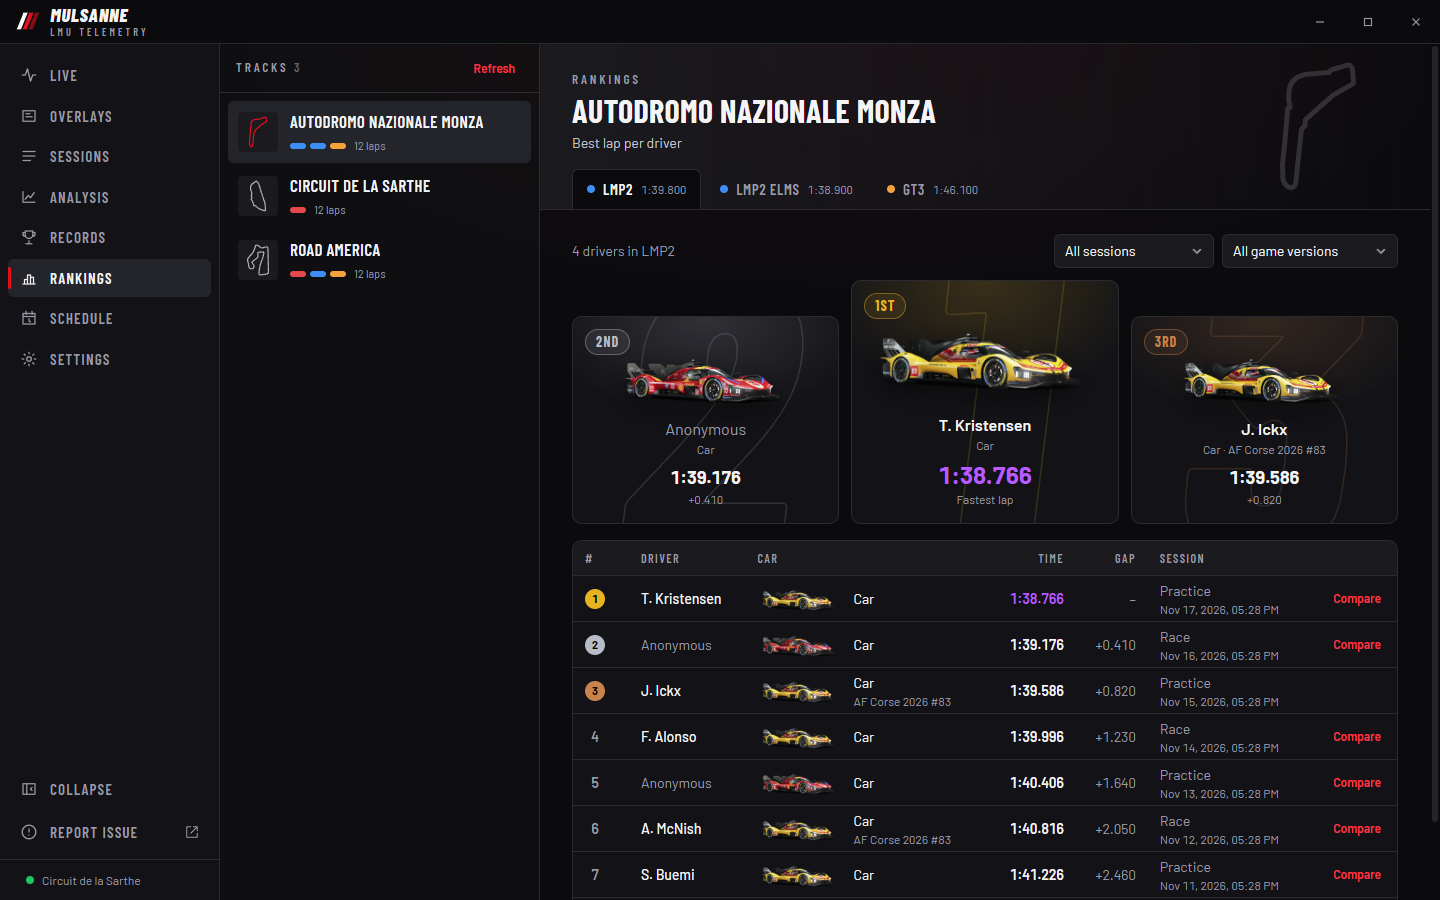 MULSANNE
LMU TELEMETRY
LIVE
OVERLAYS
SESSIONS
ANALYSIS
RECORDS
RANKINGS
SCHEDULE
SETTINGS
COLLAPSE
REPORT ISSUE
Circuit de la Sarthe
TRACKS 3
Refresh
AUTODROMO NAZIONALE MONZA
12 laps
CIRCUIT DE LA SARTHE
12 laps
ROAD AMERICA
12 laps
RANKINGS
AUTODROMO NAZIONALE MONZA
Best lap per driver
LMP2 1:39.800
LMP2 ELMS 1:38.900
GT3 1:46.100
4 drivers in LMP2
All sessions
All game versions
2ND
Anonymous
Car
1:39.176
+0.410
1ST
T. Kristensen
Car
1:38.766
Fastest lap
3RD
J. Ickx
Car · AF Corse 2026 #83
1:39.586
+0.820
# DRIVER CAR TIME GAP SESSION
1 T. Kristensen Car 1:38.766 – Practice
Nov 17, 2026, 05:28 PM
Compare
2 Anonymous Car 1:39.176 +0.410 Race
Nov 16, 2026, 05:28 PM
Compare
3 J. Ickx Car 1:39.586 +0.820 Practice
AF Corse 2026 #83 Nov 15, 2026, 05:28 PM
Compare
4 F. Alonso Car 1:39.996 +1.230 Race
Nov 14, 2026, 05:28 PM
Compare
5 Anonymous Car 1:40.406 +1.640 Practice
Nov 13, 2026, 05:28 PM
Compare
6 A. McNish Car 1:40.816 +2.050 Race
AF Corse 2026 #83 Nov 12, 2026, 05:28 PM
Compare
7 S. Buemi Car 1:41.226 +2.460 Practice
Nov 11, 2026, 05:28 PM
Compare